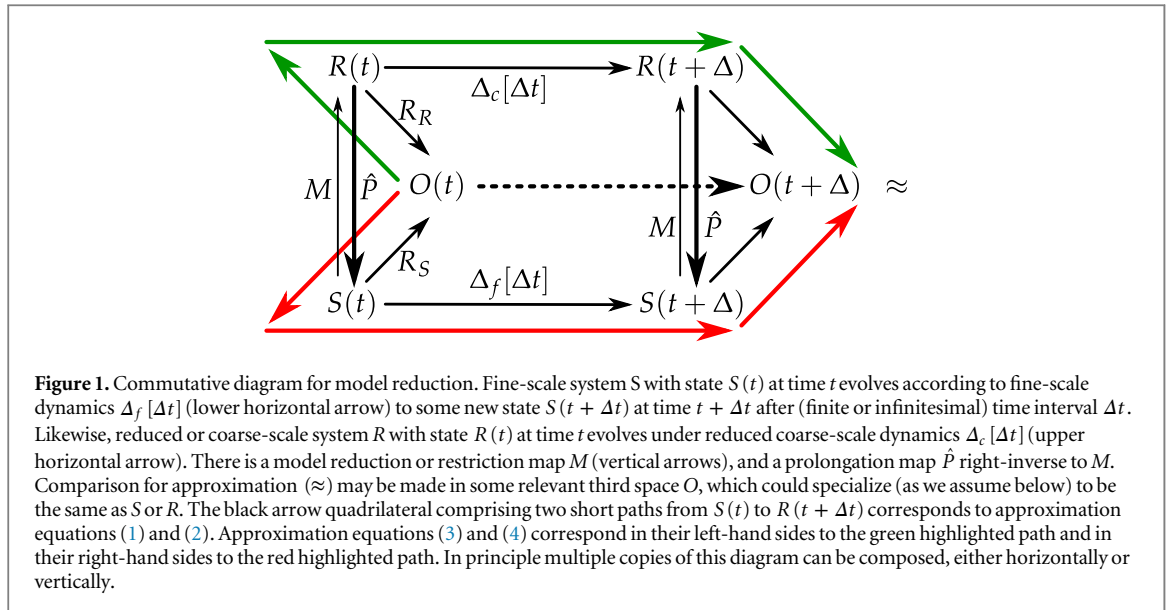 R(t) R(t + Δ)
Δ_c[Δt]
R_R
M P̂ O(t) O(t + Δ) ≈ M P̂
R_S
Δ_f[Δt]
S(t) S(t + Δ)
Figure 1. Commutative diagram for model reduction. Fine-scale system S with state S(t) at time t evolves according to fine-scale
dynamics Δ_f [Δt] (lower horizontal arrow) to some new state S(t + Δt) at time t + Δt after (finite or infinitesimal) time interval Δt.
Likewise, reduced or coarse-scale system R with state R(t) at time t evolves under reduced coarse-scale dynamics Δ_c [Δt] (upper
horizontal arrow). There is a model reduction or restriction map M (vertical arrows), and a prolongation map P̂ right-inverse to M.
Comparison for approximation (≈) may be made in some relevant third space O, which could specialize (as we assume below) to be
the same as S or R. The black arrow quadrilateral comprising two short paths from S(t) to R(t + Δt) corresponds to approximation
equations (1) and (2). Approximation equations (3) and (4) correspond in their left-hand sides to the green highlighted path and in
their right-hand sides to the red highlighted path. In principle multiple copies of this diagram can be composed, either horizontally or
vertically.